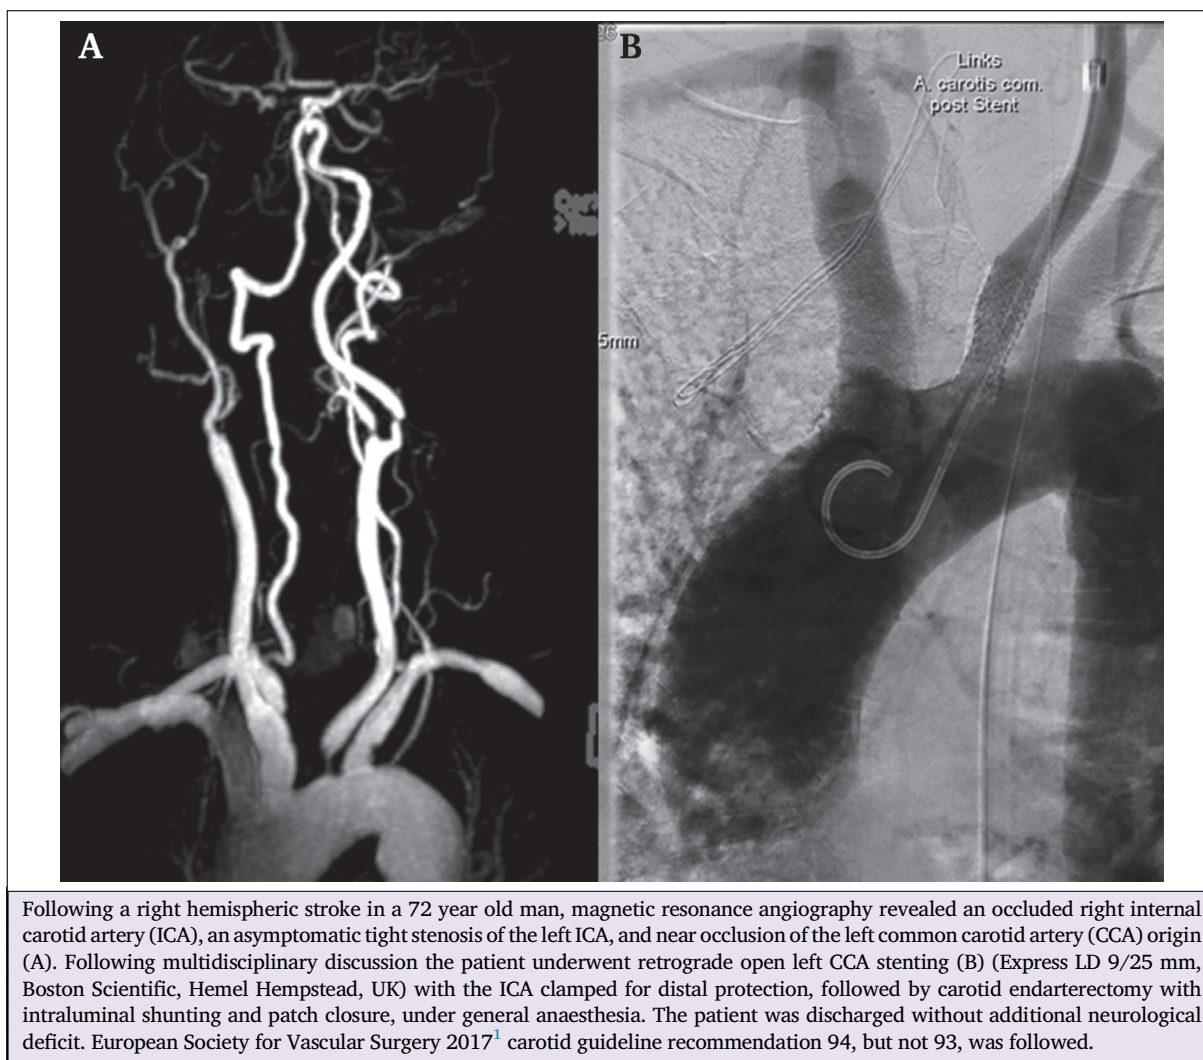 A
B
26
Links
A. carotis com.
post Stent
5mm
Following a right hemispheric stroke in a 72 year old man, magnetic resonance angiography revealed an occluded right internal
carotid artery (ICA), an asymptomatic tight stenosis of the left ICA, and near occlusion of the left common carotid artery (CCA) origin
(A). Following multidisciplinary discussion the patient underwent retrograde open left CCA stenting (B) (Express LD 9/25 mm,
Boston Scientific, Hemel Hempstead, UK) with the ICA clamped for distal protection, followed by carotid endarterectomy with
intraluminal shunting and patch closure, under general anaesthesia. The patient was discharged without additional neurological
deficit. European Society for Vascular Surgery 2017¹ carotid guideline recommendation 94, but not 93, was followed.